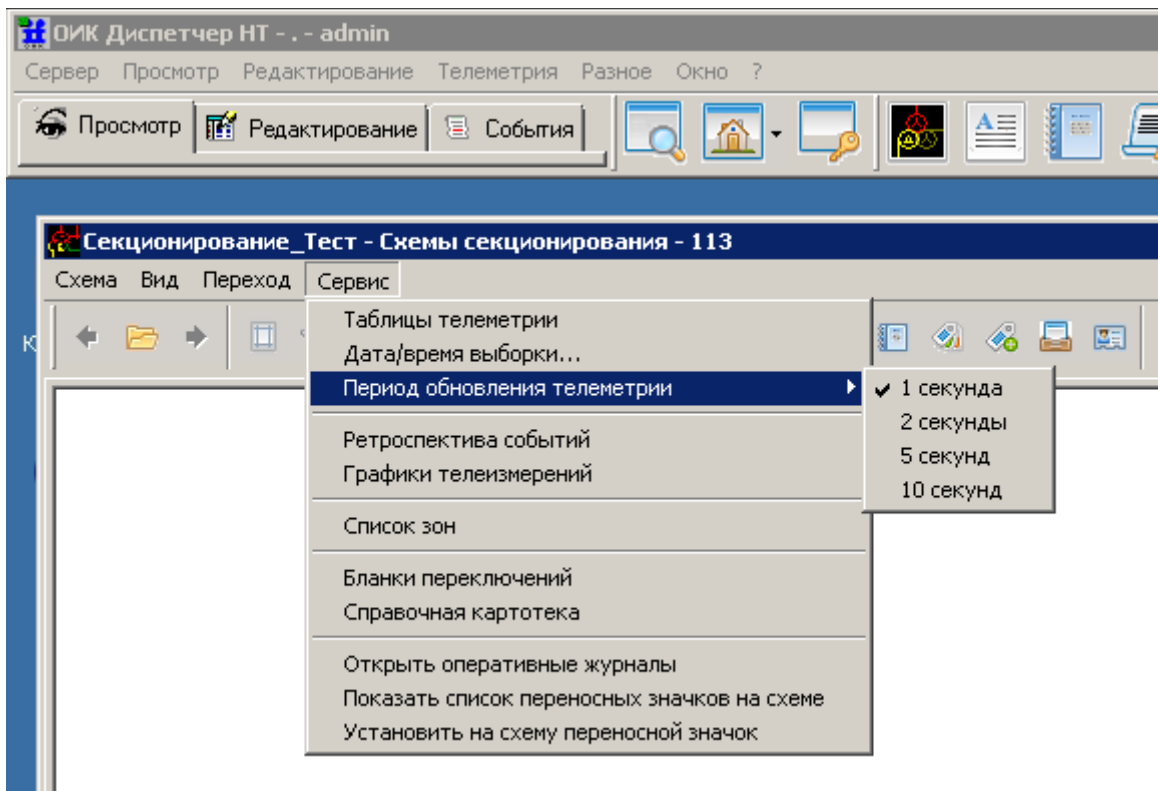 ОИК Диспетчер НТ - . - admin
Сервер Просмотр Редактирование Телеметрия Разное Окно ?
Просмотр Редактирование События
Секционирование_Тест - Схемы секционирования - 113
Схема Вид Переход Сервис
Таблицы телеметрии
Дата/время выборки...
Период обновления телеметрии
1 секунда
2 секунды
5 секунд
10 секунд
Ретроспектива событий
Графики телеизмерений
Список зон
Бланки переключений
Справочная картотека
Открыть оперативные журналы
Показать список переносных значков на схеме
Установить на схему переносной значок